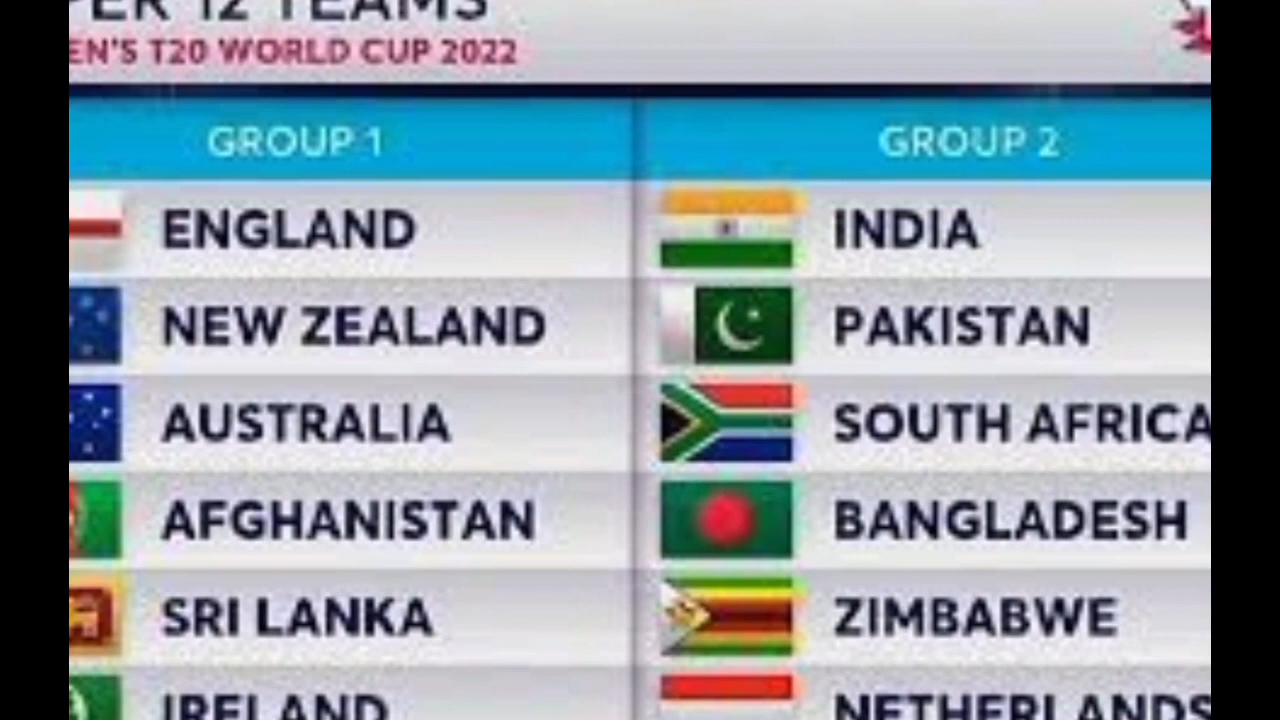 PER 12 TEAMS
EN'S T20 WORLD CUP 2022
GROUP 1 GROUP 2
ENGLAND INDIA
NEW ZEALAND PAKISTAN
AUSTRALIA SOUTH AFRICA
AFGHANISTAN BANGLADESH
SRI LANKA ZIMBABWE
IRELAND NETHERLANDS